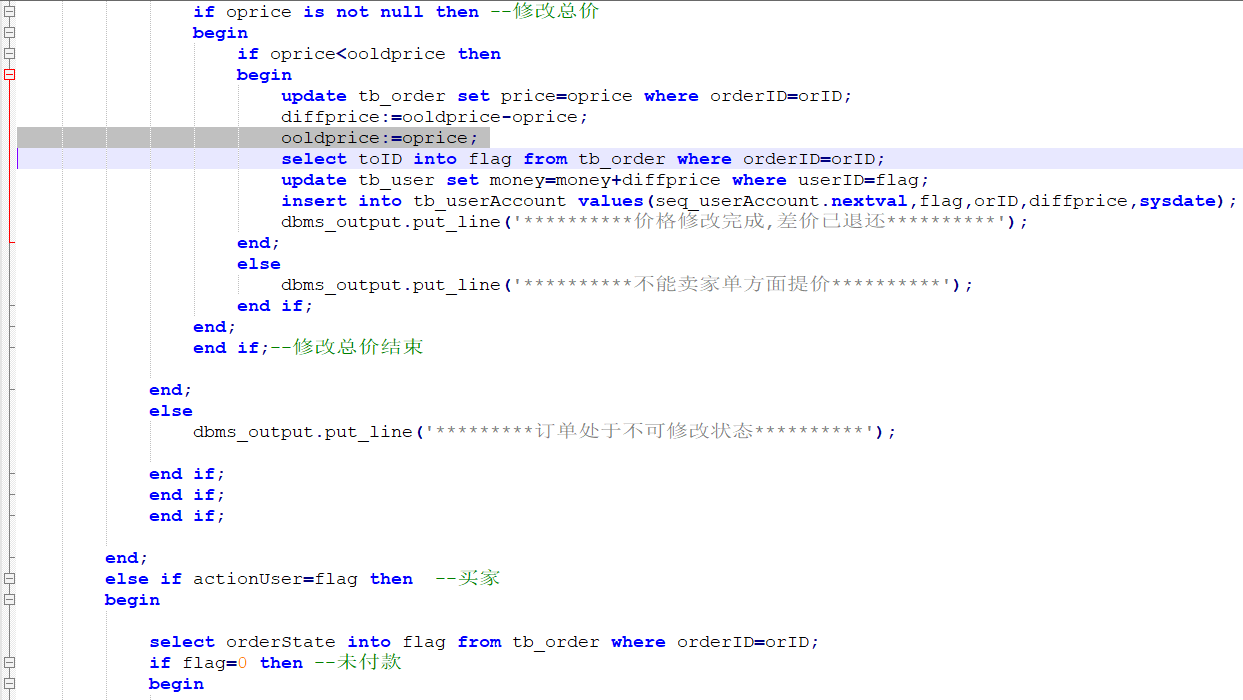 if oprice is not null then --修改总价
begin
if oprice<ooldprice then
begin
update tb_order set price=oprice where orderID=orID;
diffprice:=ooldprice-oprice;
ooldprice:=oprice;
select toID into flag from tb_order where orderID=orID;
update tb_user set money=money+diffprice where userID=flag;
insert into tb_userAccount values(seq_userAccount.nextval,flag,orID,diffprice,sysdate);
dbms_output.put_line('**********价格修改完成,差价已退还**********');
end;
else
dbms_output.put_line('**********不能卖家单方面提价**********');
end if;
end;
end if;--修改总价结束
end;
else
dbms_output.put_line('*********订单处于不可修改状态**********');
end if;
end if;
end if;
end;
else if actionUser=flag then --买家
begin
select orderState into flag from tb_order where orderID=orID;
if flag=0 then --未付款
begin